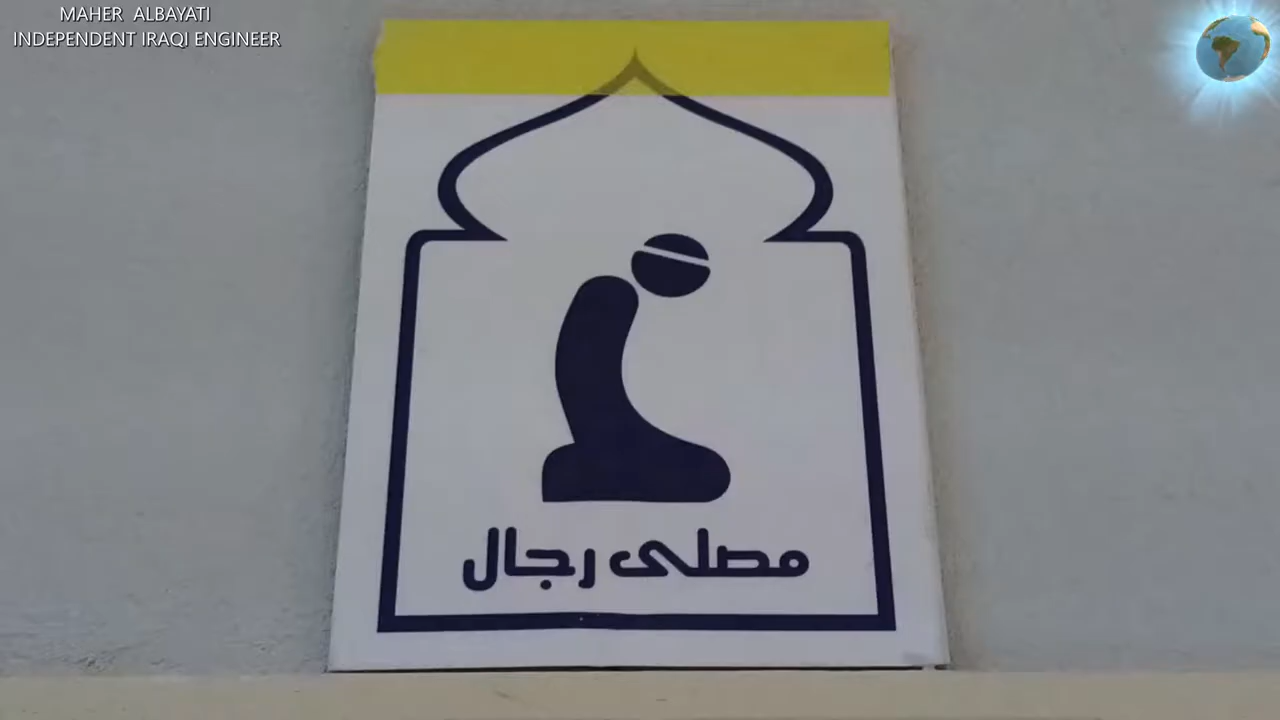 MAHER ALBAYATI
INDEPENDENT IRAQI ENGINEER
مصلى رجال